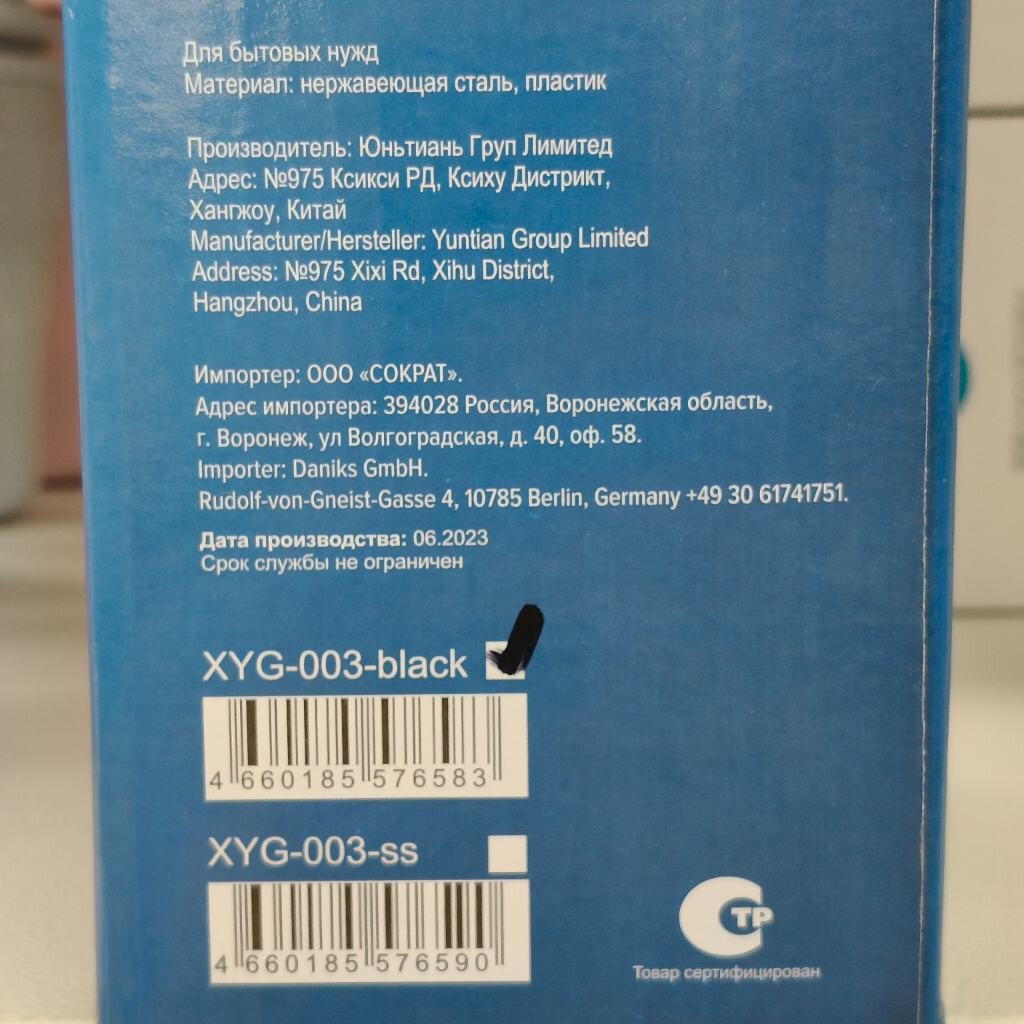 Для бытовых нужд
Материал: нержавеющая сталь, пластик
Производитель: Юньтиань Груп Лимитед
Адрес: №975 Ксикси РД, Ксиху Дистрикт,
Хангжоу, Китай
Manufacturer/Hersteller: Yuntian Group Limited
Address: №975 Xixi Rd, Xihu District,
Hangzhou, China
Импортер: ООО «СОКРАТ».
Адрес импортера: 394028 Россия, Воронежская область,
г. Воронеж, ул Волгоградская, д. 40, оф. 58.
Importer: Daniks GmbH.
Rudolf-von-Gneist-Gasse 4, 10785 Berlin, Germany +49 30 61741751.
Дата производства: 06.2023
Срок службы не ограничен
XYG-003-black
4 660185 576583
XYG-003-ss
4 660185 576590
СТР
Товар сертифицирован